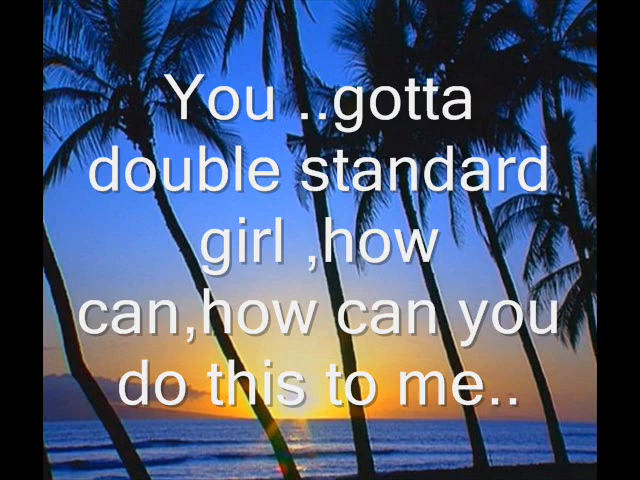 You ..gotta
double standard
girl ,how
can,how can you
do this to me..